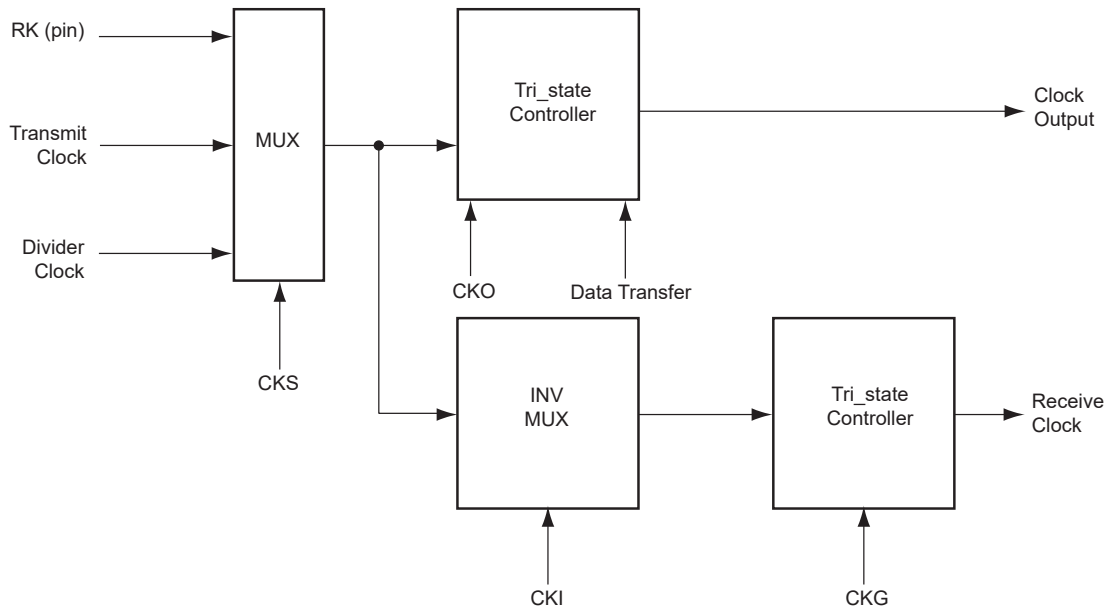 RK (pin)
Transmit
Clock
Divider
Clock
MUX
CKS
Tri_state
Controller
CKO
Data Transfer
Clock
Output
INV
MUX
CKI
Tri_state
Controller
CKG
Receive
Clock